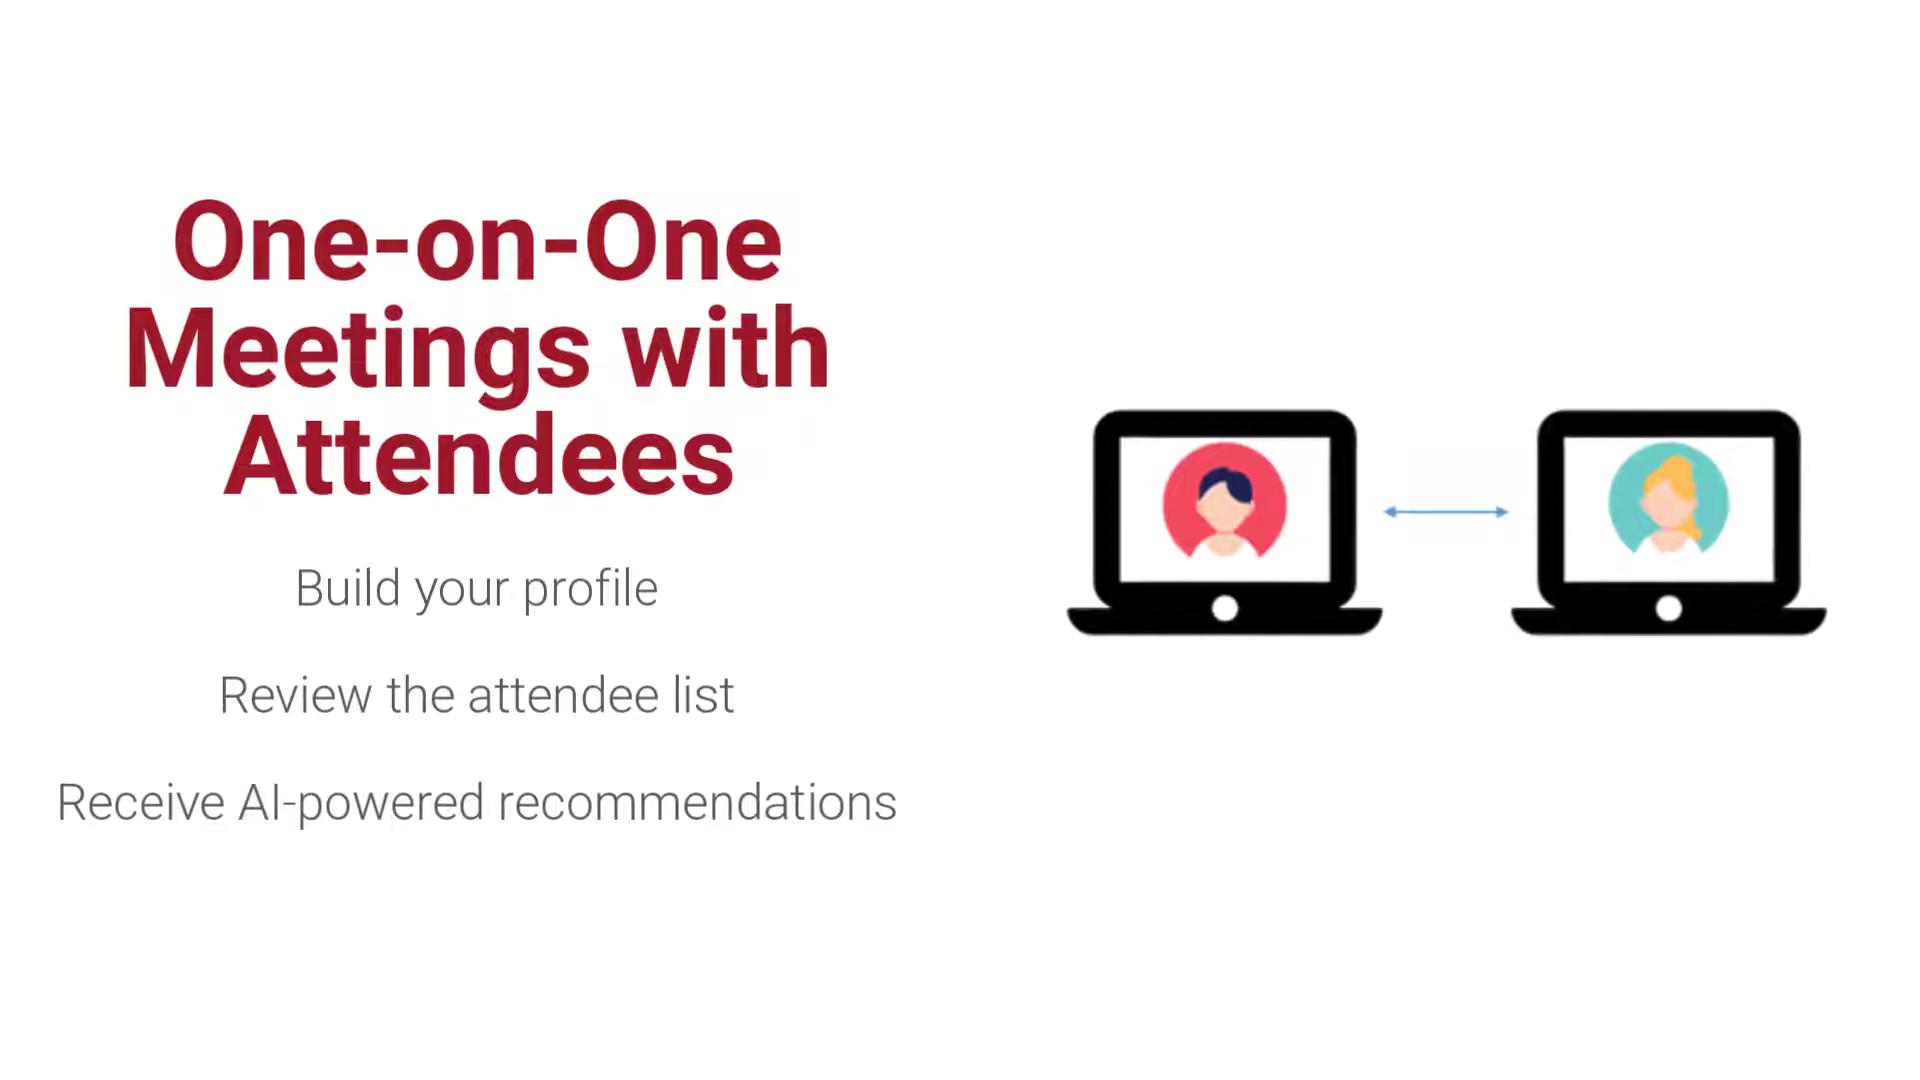 One-on-One
Meetings with
Attendees
Build your profile
Review the attendee list
Receive AI-powered recommendations